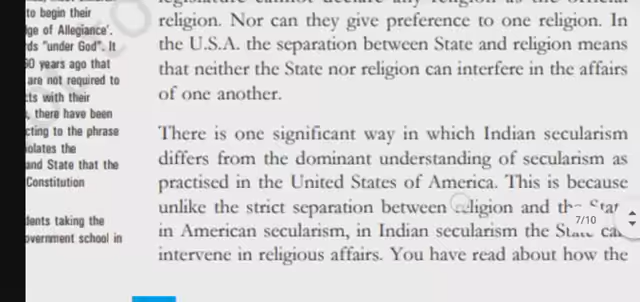 to begin their
ge of Allegiance'.
ds "under God". It
0 years ago that
are not required to
ts with their
, there have been
cting to the phrase
olates the
and State that the
Constitution
dents taking the
overnment school in
religion. Nor can they give preference to one religion. In
the U.S.A. the separation between State and religion means
that neither the State nor religion can interfere in the affairs
of one another.
There is one significant way in which Indian secularism
differs from the dominant understanding of secularism as
practised in the United States of America. This is because
unlike the strict separation between religion and the State
in American secularism, in Indian secularism the State can
intervene in religious affairs. You have read about how the
7/10